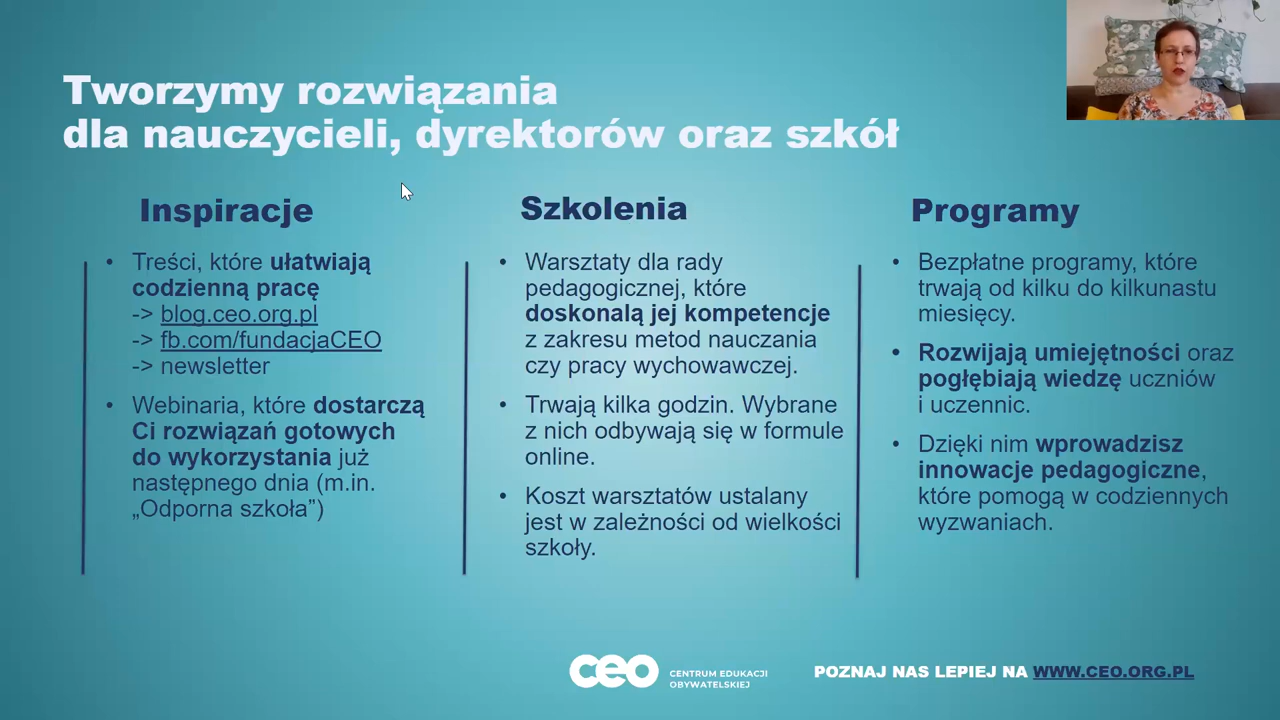 Tworzymy rozwiązania
dla nauczycieli, dyrektorów oraz szkół
Inspiracje
• Treści, które ułatwiają
codzienną pracę
-> blog.ceo.org.pl
-> fb.com/fundacjaCEO
-> newsletter
• Webinaria, które dostarczą
Ci rozwiązań gotowych
do wykorzystania już
następnego dnia (m.in.
„Odporna szkoła”)
Szkolenia
• Warsztaty dla rady
pedagogicznej, które
doskonalą jej kompetencje
z zakresu metod nauczania
czy pracy wychowawczej.
• Trwają kilka godzin. Wybrane
z nich odbywają się w formule
online.
• Koszt warsztatów ustalany
jest w zależności od wielkości
szkoły.
Programy
• Bezpłatne programy, które
trwają od kilku do kilkunastu
miesięcy.
• Rozwijają umiejętności oraz
pogłębiają wiedzę uczniów
i uczennic.
• Dzięki nim wprowadzisz
innowacje pedagogiczne,
które pomogą w codziennych
wyzwaniach.
ceo
CENTRUM EDUKACJI
OBYWATELSKIEJ
POZNAJ NAS LEPIEJ NA WWW.CEO.ORG.PL